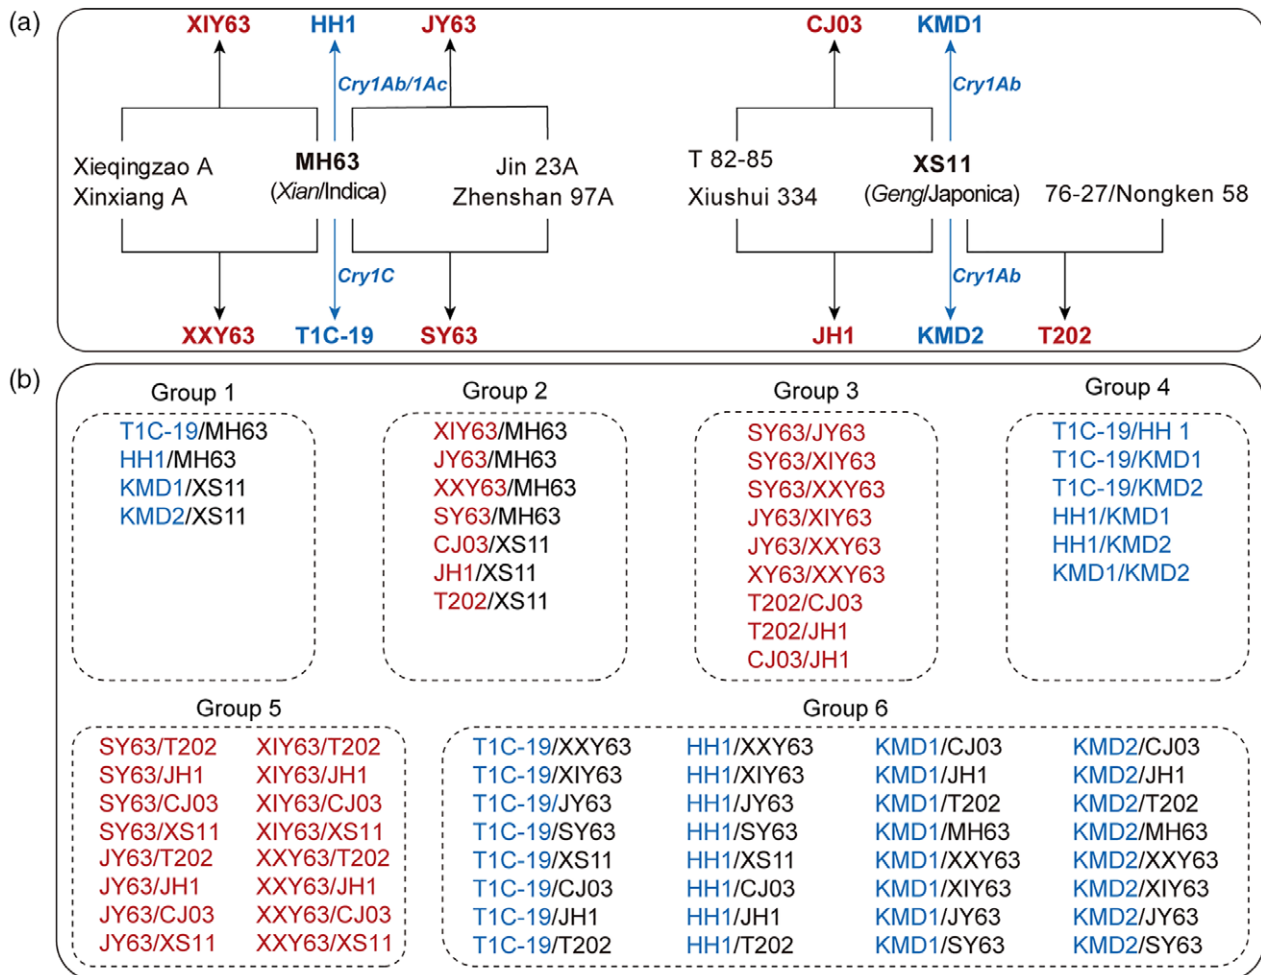 (a)
XIY63 HH1 JY63 CJ03 KMD1
Cry1Ab/1Ac Cry1Ab
Xieqingzao A MH63 Jin 23A T 82-85 XS11
Xinxiang A (Xian/Indica) Zhenshan 97A Xiushui 334 (Geng/Japonica) 76-27/Nongken 58
Cry1C Cry1Ab
XXY63 T1C-19 SY63 JH1 KMD2 T202
(b)
Group 1
T1C-19/MH63
HH1/MH63
KMD1/XS11
KMD2/XS11
Group 2
XIY63/MH63
JY63/MH63
XXY63/MH63
SY63/MH63
CJ03/XS11
JH1/XS11
T202/XS11
Group 3
SY63/JY63
SY63/XIY63
SY63/XXY63
JY63/XIY63
JY63/XXY63
XY63/XXY63
T202/CJ03
T202/JH1
CJ03/JH1
Group 4
T1C-19/HH 1
T1C-19/KMD1
T1C-19/KMD2
HH1/KMD1
HH1/KMD2
KMD1/KMD2
Group 5
SY63/T202 XIY63/T202
SY63/JH1 XIY63/JH1
SY63/CJ03 XIY63/CJ03
SY63/XS11 XIY63/XS11
JY63/T202 XXY63/T202
JY63/JH1 XXY63/JH1
JY63/CJ03 XXY63/CJ03
JY63/XS11 XXY63/XS11
Group 6
T1C-19/XXY63 HH1/XXY63 KMD1/CJ03 KMD2/CJ03
T1C-19/XIY63 HH1/XIY63 KMD1/JH1 KMD2/JH1
T1C-19/JY63 HH1/JY63 KMD1/T202 KMD2/T202
T1C-19/SY63 HH1/SY63 KMD1/MH63 KMD2/MH63
T1C-19/XS11 HH1/XS11 KMD1/XXY63 KMD2/XXY63
T1C-19/CJ03 HH1/CJ03 KMD1/XIY63 KMD2/XIY63
T1C-19/JH1 HH1/JH1 KMD1/JY63 KMD2/JY63
T1C-19/T202 HH1/T202 KMD1/SY63 KMD2/SY63